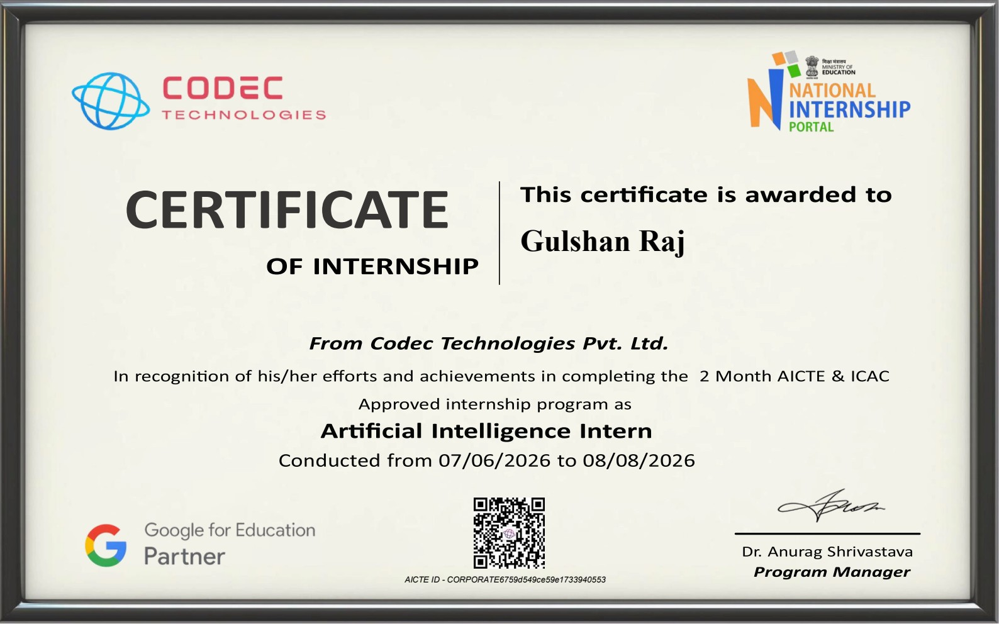 CODEC
TECHNOLOGIES
शिक्षा मंत्रालय
MINISTRY OF
EDUCATION
NATIONAL
INTERNSHIP
PORTAL
CERTIFICATE
OF INTERNSHIP
This certificate is awarded to
Gulshan Raj
From Codec Technologies Pvt. Ltd.
In recognition of his/her efforts and achievements in completing the  2 Month AICTE & ICAC
Approved internship program as
Artificial Intelligence Intern
Conducted from 07/06/2026 to 08/08/2026
Google for Education
Partner
AICTE ID - CORPORATE6759d549ce59e1733940553
Dr. Anurag Shrivastava
Program Manager